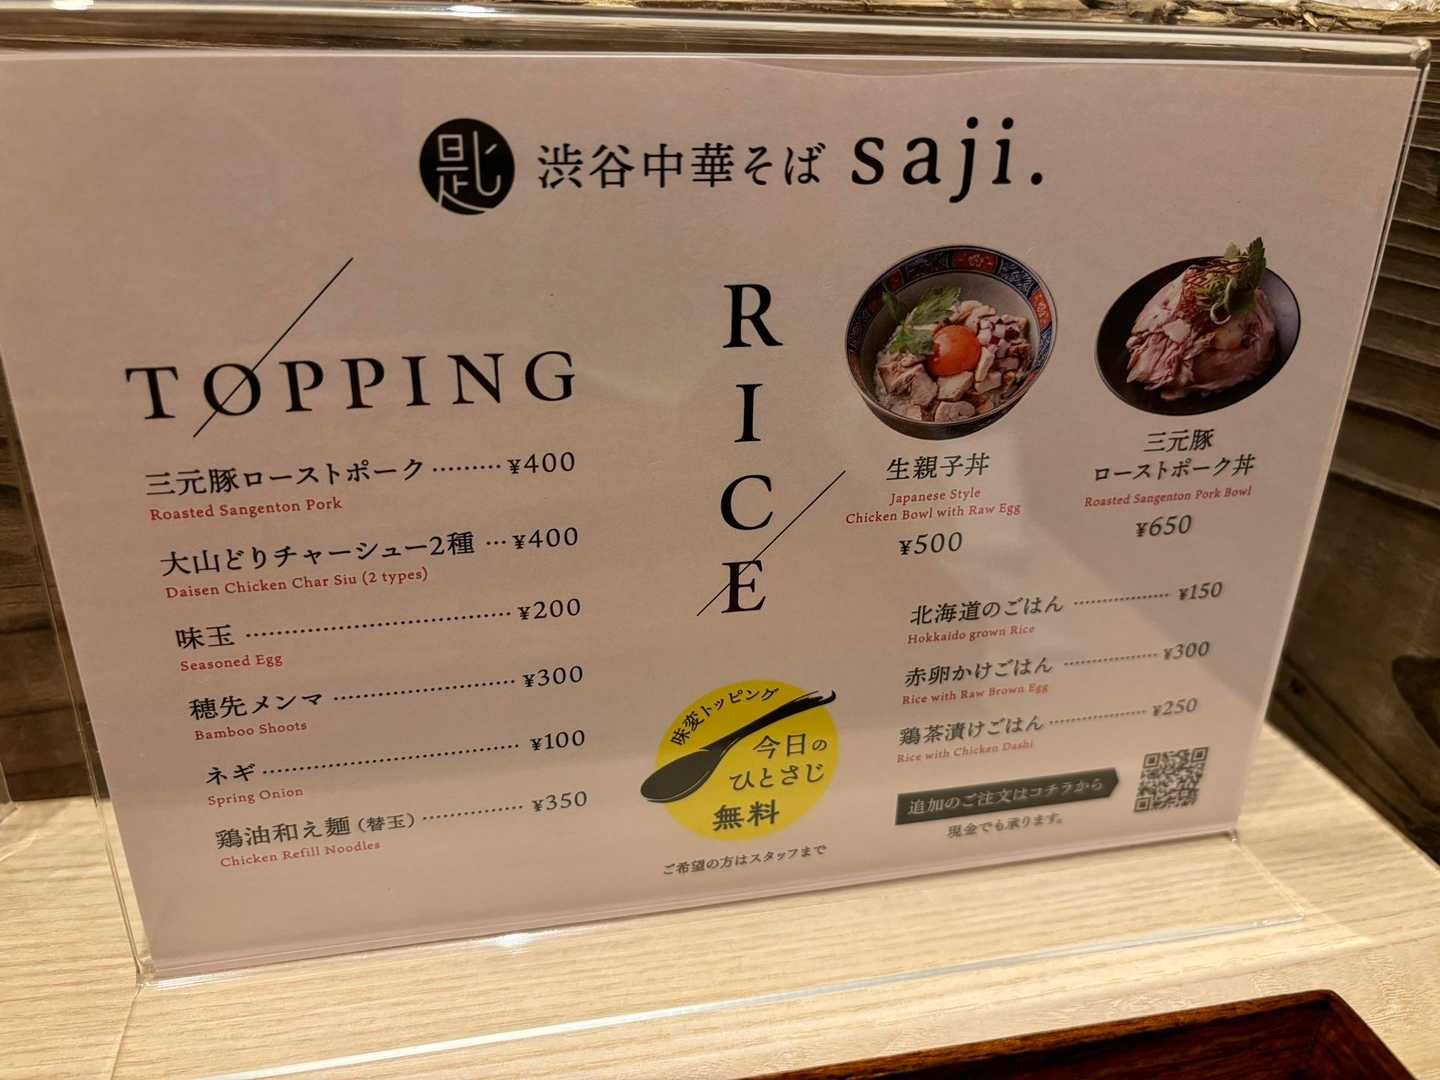 匙 渋谷中華そば saji.
TOPPING
三元豚ローストポーク ········· ¥400
Roasted Sangenton Pork
大山どりチャーシュー2種 ··· ¥400
Daisen Chicken Char Siu (2 types)
味玉 ································· ¥200
Seasoned Egg
穂先メンマ ······················ ¥300
Bamboo Shoots
ネギ ································ ¥100
Spring Onion
鶏油和え麺（替玉） ············· ¥350
Chicken Refill Noodles
RICE
生親子丼
Japanese Style
Chicken Bowl with Raw Egg
¥500
三元豚
ローストポーク丼
Roasted Sangenton Pork Bowl
¥650
北海道のごはん ················ ¥150
Hokkaido grown Rice
赤卵かけごはん ················ ¥300
Rice with Raw Brown Egg
鶏茶漬けごはん ················ ¥250
Rice with Chicken Dashi
味変トッピング
今日の
ひとさじ
無料
ご希望の方はスタッフまで
追加のご注文はコチラから
現金でも承ります。